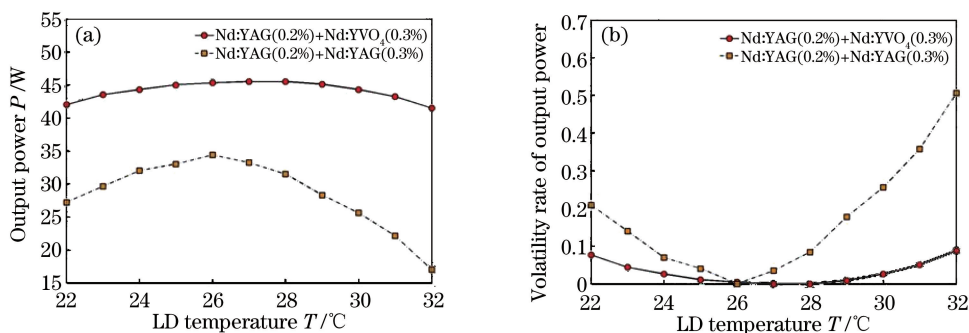 (a)
Nd:YAG(0.2%)+Nd:YVO₄(0.3%)
Nd:YAG(0.2%)+Nd:YAG(0.3%)
Output power P /W
55
50
45
40
35
30
25
20
15
22 24 26 28 30 32
LD temperature T /℃
(b)
Nd:YAG(0.2%)+Nd:YVO₄(0.3%)
Nd:YAG(0.2%)+Nd:YAG(0.3%)
Volatility rate of output power
0.7
0.6
0.5
0.4
0.3
0.2
0.1
0
22 24 26 28 30 32
LD temperature T /℃